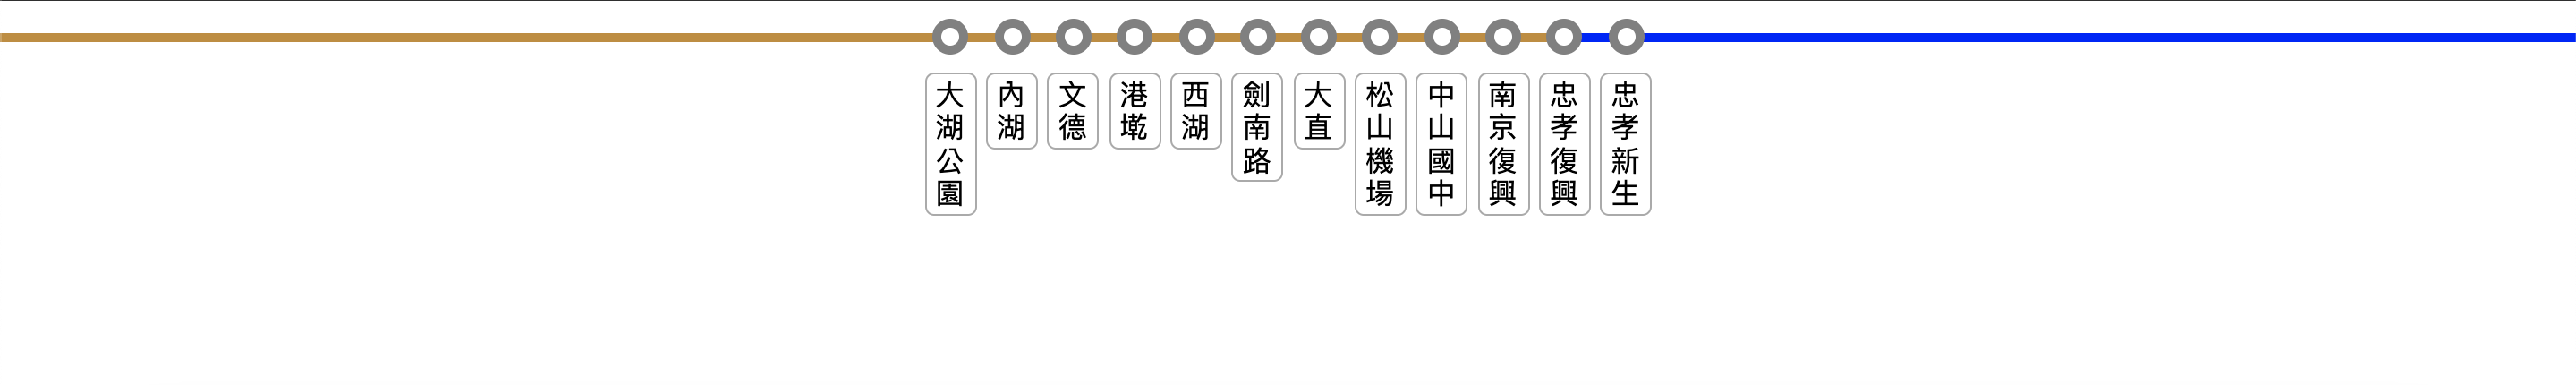 大湖公園
內湖
文德
港墘
西湖
劍南路
大直
松山機場
中山國中
南京復興
忠孝復興
忠孝新生